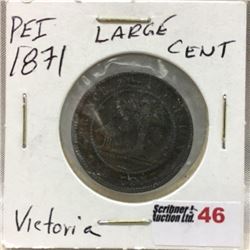 PEI LARGE
1871 CENT
Victoria
Scribner
Auction Ltd. 46